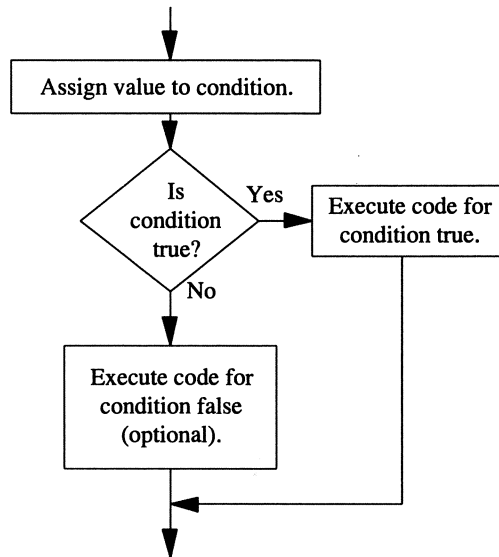 Assign value to condition.
Is
condition
true?
Yes
Execute code for
condition true.
No
Execute code for
condition false
(optional).